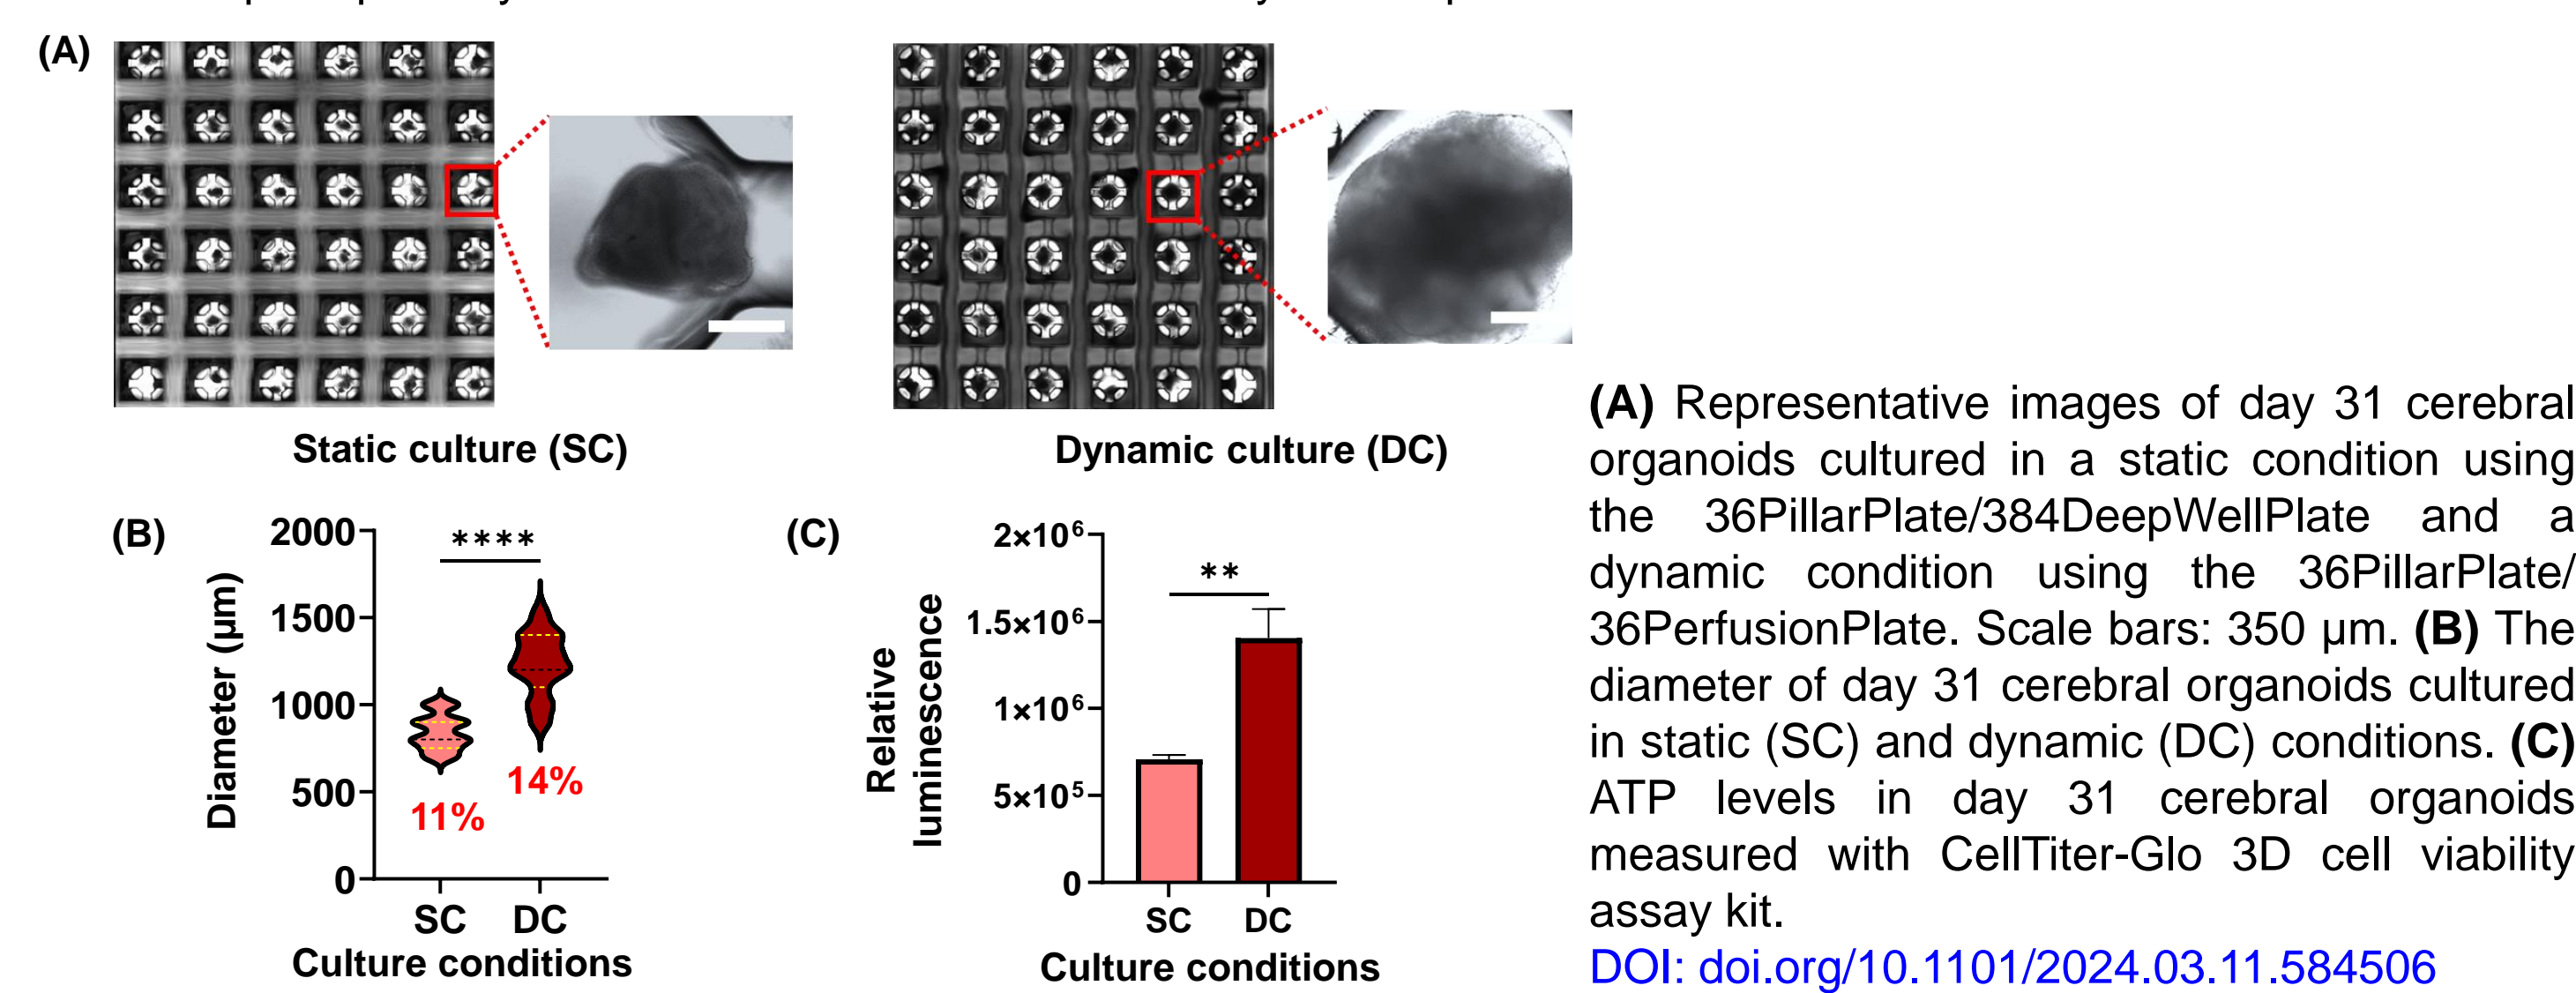 (A)
Static culture (SC)
Dynamic culture (DC)
(B)
2000
1500
1000
500
0
Diameter (µm)
****
11%
14%
SC DC
Culture conditions
(C)
2×10⁶
1.5×10⁶
1×10⁶
5×10⁵
0
Relative
luminescence
**
SC DC
Culture conditions
(A) Representative images of day 31 cerebral
organoids cultured in a static condition using
the 36PillarPlate/384DeepWellPlate and a
dynamic condition using the 36PillarPlate/
36PerfusionPlate. Scale bars: 350 µm. (B) The
diameter of day 31 cerebral organoids cultured
in static (SC) and dynamic (DC) conditions. (C)
ATP levels in day 31 cerebral organoids
measured with CellTiter-Glo 3D cell viability
assay kit.
DOI: doi.org/10.1101/2024.03.11.584506